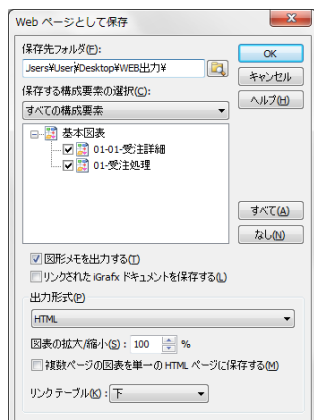 Web ページとして保存
保存先フォルダ(F):
Jsers¥User¥Desktop¥WEB出力¥
OK
キャンセル
保存する構成要素の選択(C):
ヘルプ(H)
すべての構成要素
基本図表
01-01-受注詳細
01-受注処理
すべて(A)
なし(N)
図形メモを出力する(T)
リンクされた iGrafx ドキュメントを保存する(L)
出力形式(P)
HTML
図表の拡大/縮小(S): 100 %
複数ページの図表を単一の HTML ページに保存する(M)
リンク テーブル(K): 下